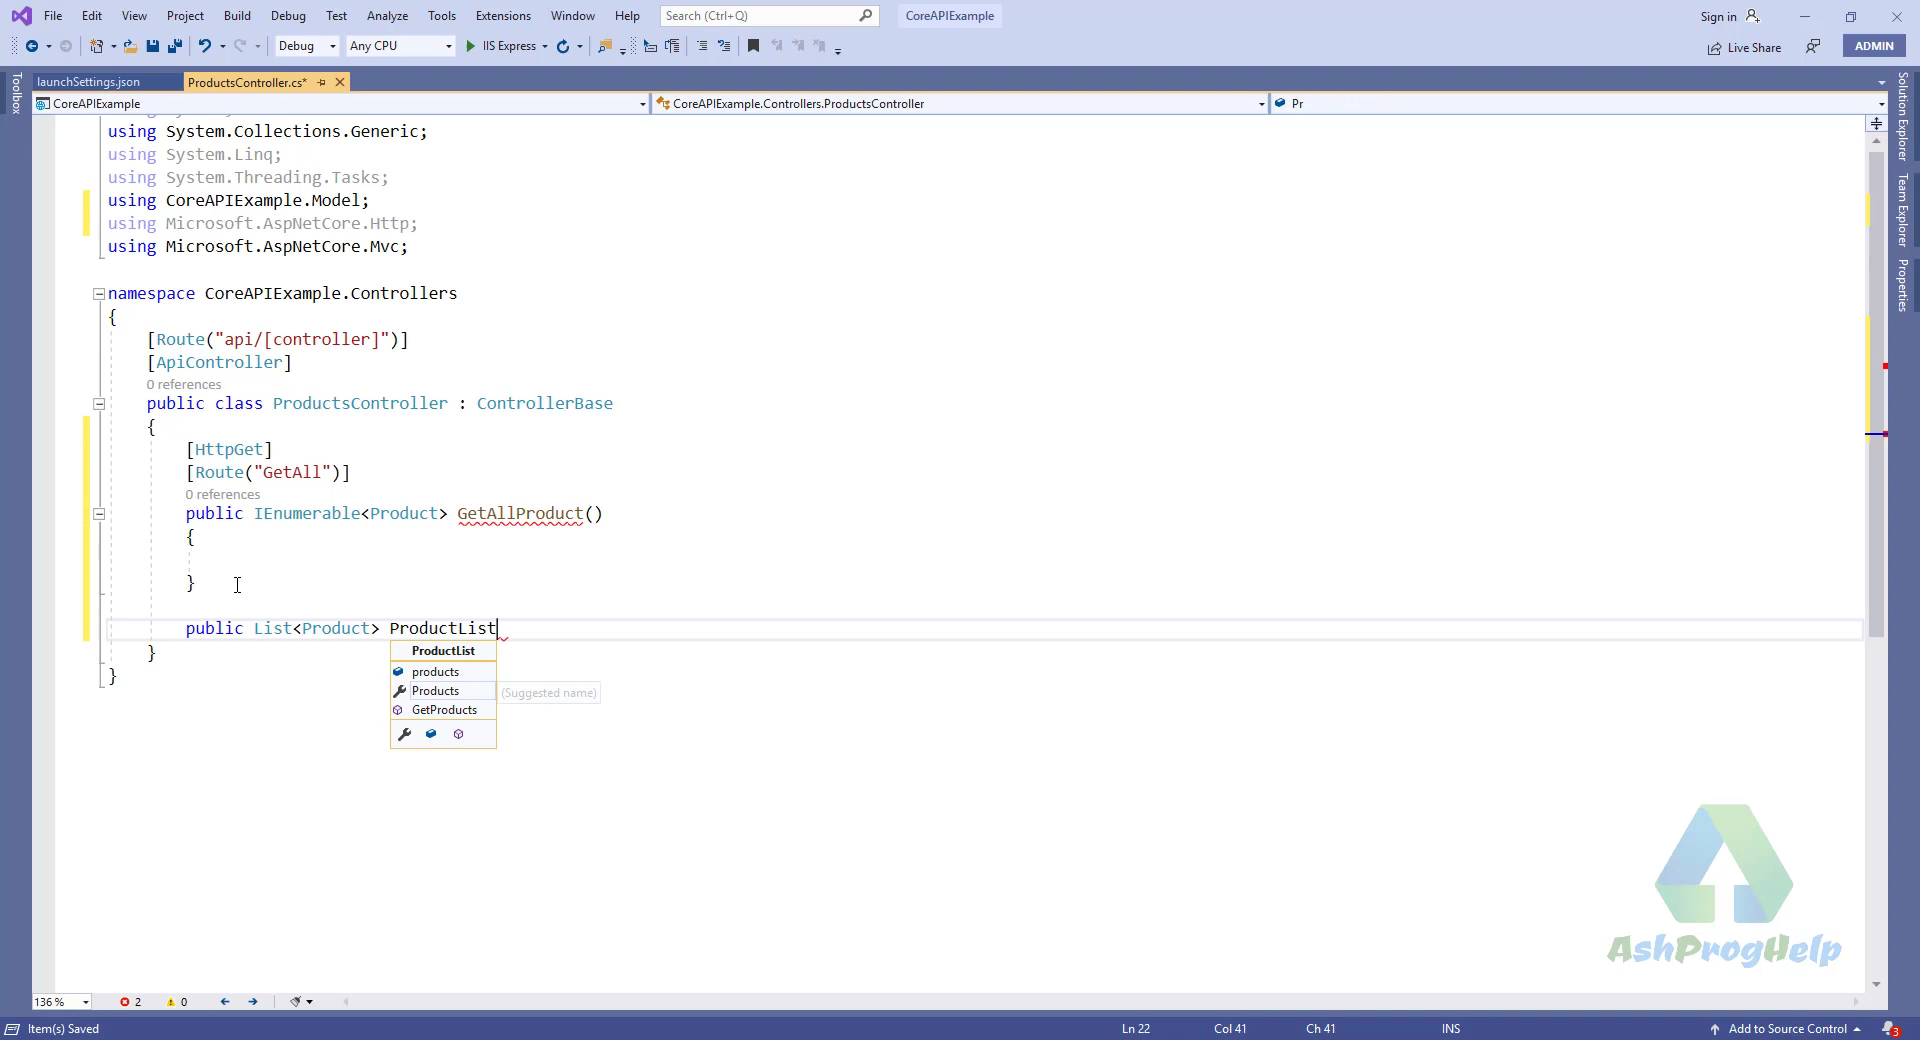 File Edit View Project Build Debug Test Analyze Tools Extensions Window Help Search (Ctrl+Q) CoreAPIExample Sign in
Debug Any CPU IIS Express Live Share ADMIN
launchSettings.json ProductsController.cs*
CoreAPIExample CoreAPIExample.Controllers.ProductsController Pr
Toolbox
Solution Explorer
Team Explorer
Properties
using System.Collections.Generic;
using System.Linq;
using System.Threading.Tasks;
using CoreAPIExample.Model;
using Microsoft.AspNetCore.Http;
using Microsoft.AspNetCore.Mvc;
namespace CoreAPIExample.Controllers
{
[Route("api/[controller]")]
[ApiController]
0 references
public class ProductsController : ControllerBase
{
[HttpGet]
[Route("GetAll")]
0 references
public IEnumerable<Product> GetAllProduct()
{
}
public List<Product> ProductList
}
}
ProductList
products
Products (Suggested name)
GetProducts
AshProgHelp
136 % 2 0
Item(s) Saved Ln 22 Col 41 Ch 41 INS Add to Source Control 3